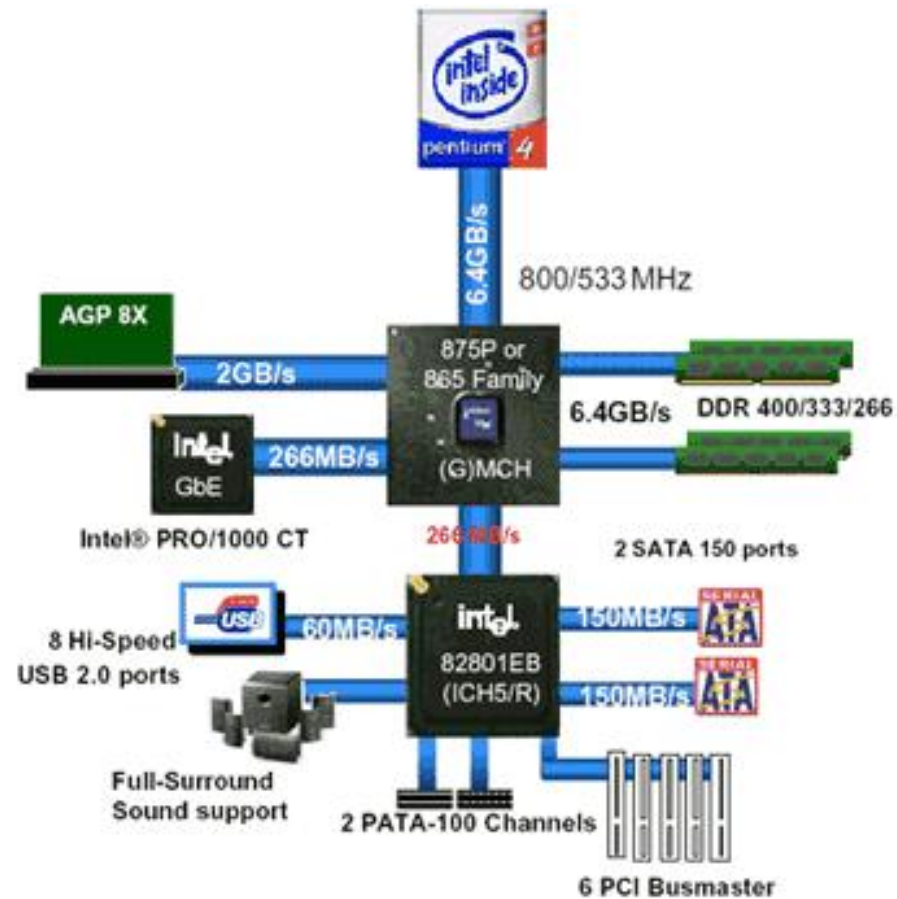 intel
inside
pentium 4
6.4GB/s
800/533 MHz
AGP 8X
2GB/s
875P or
865 Family
(G)MCH
6.4GB/s
DDR 400/333/266
Intel
GbE
266MB/s
Intel® PRO/1000 CT
266MB/s
2 SATA 150 ports
USB
60MB/s
8 Hi-Speed
USB 2.0 ports
intel
82801EB
(ICH5/R)
150MB/s
SERIAL
ATA
150MB/s
SERIAL
ATA
Full-Surround
Sound support
2 PATA-100 Channels
6 PCI Busmaster